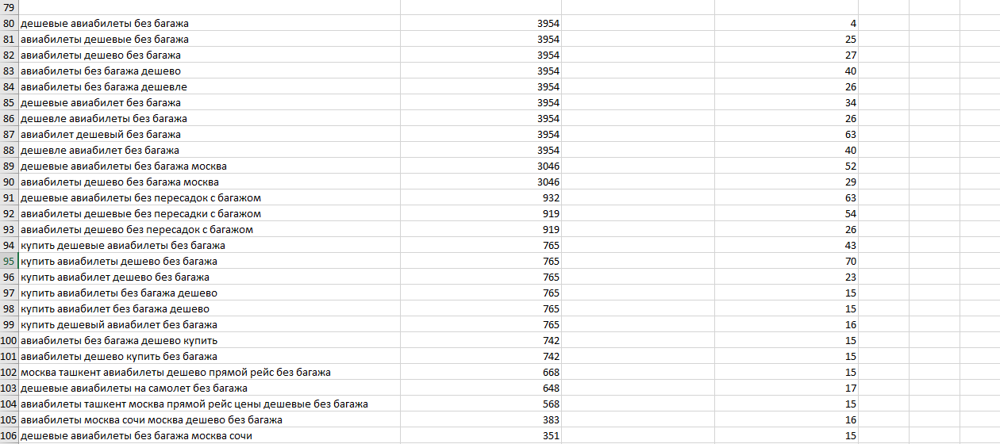 79
80 дешевые авиабилеты без багажа 3954 4
81 авиабилеты дешевые без багажа 3954 25
82 авиабилеты дешево без багажа 3954 27
83 авиабилеты без багажа дешево 3954 40
84 авиабилеты без багажа дешевле 3954 26
85 дешевые авиабилет без багажа 3954 34
86 дешевле авиабилеты без багажа 3954 26
87 авиабилет дешевый без багажа 3954 63
88 дешевле авиабилет без багажа 3954 40
89 дешевые авиабилеты без багажа москва 3046 52
90 авиабилеты дешево без багажа москва 3046 29
91 дешевые авиабилеты без пересадок с багажом 932 63
92 авиабилеты дешевые без пересадки с багажом 919 54
93 авиабилеты дешево без пересадок с багажом 919 26
94 купить дешевые авиабилеты без багажа 765 43
95 купить авиабилеты дешево без багажа 765 70
96 купить авиабилет дешево без багажа 765 23
97 купить авиабилеты без багажа дешево 765 15
98 купить авиабилет без багажа дешево 765 15
99 купить дешевый авиабилет без багажа 765 16
100 авиабилеты без багажа дешево купить 742 15
101 авиабилеты дешево купить без багажа 742 15
102 москва ташкент авиабилеты дешево прямой рейс без багажа 668 15
103 дешевые авиабилеты на самолет без багажа 648 17
104 авиабилеты ташкент москва прямой рейс цены дешевые без багажа 568 15
105 авиабилеты москва сочи москва дешево без багажа 383 16
106 дешевые авиабилеты без багажа москва сочи 351 15